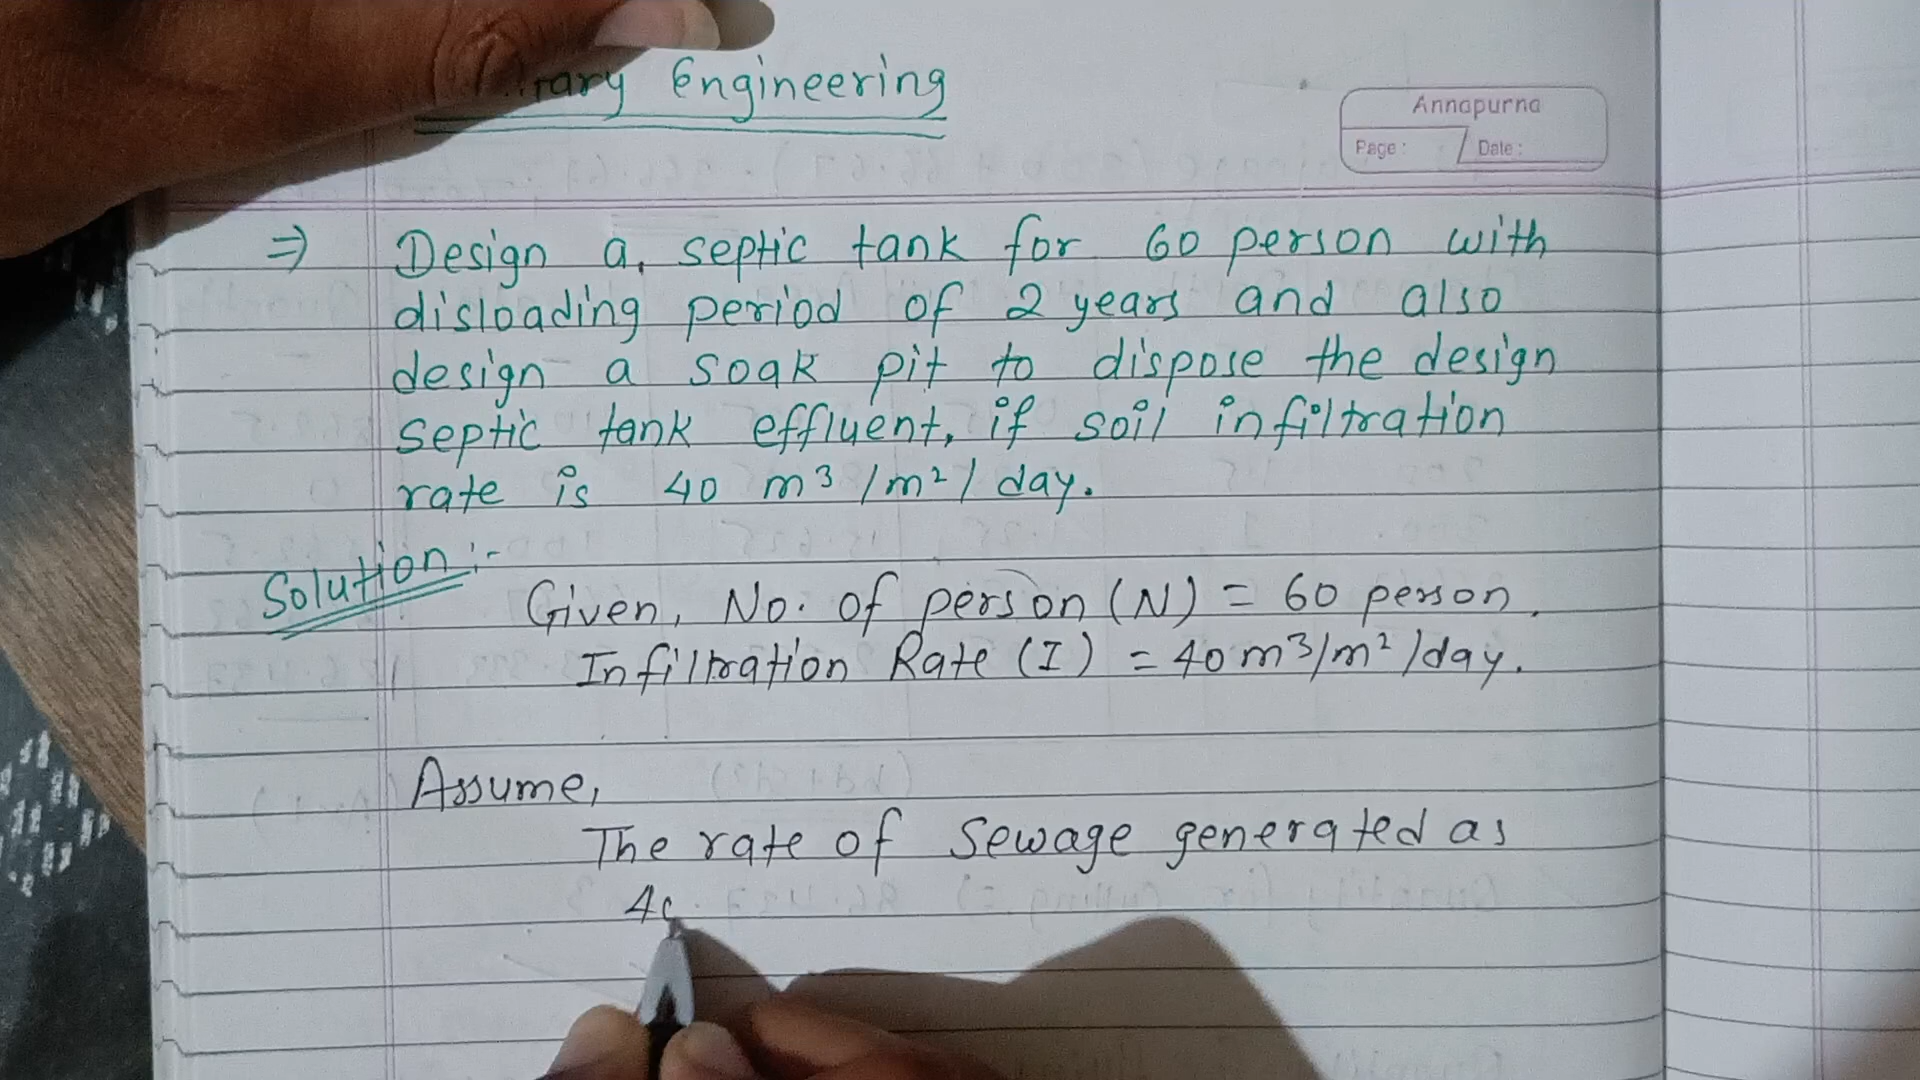 Engineering
Annapurna
Page : Date :
⇒ Design a septic tank for 60 person with
disloading period of 2 years and also
design a soak pit to dispose the design
septic tank effluent, if soil infiltration
rate is 40 m³/m²/day.
Solution :-
Given, No. of person (N) = 60 person.
Infiltration Rate (I) = 40 m³/m²/day.
Assume,
The rate of sewage generated as